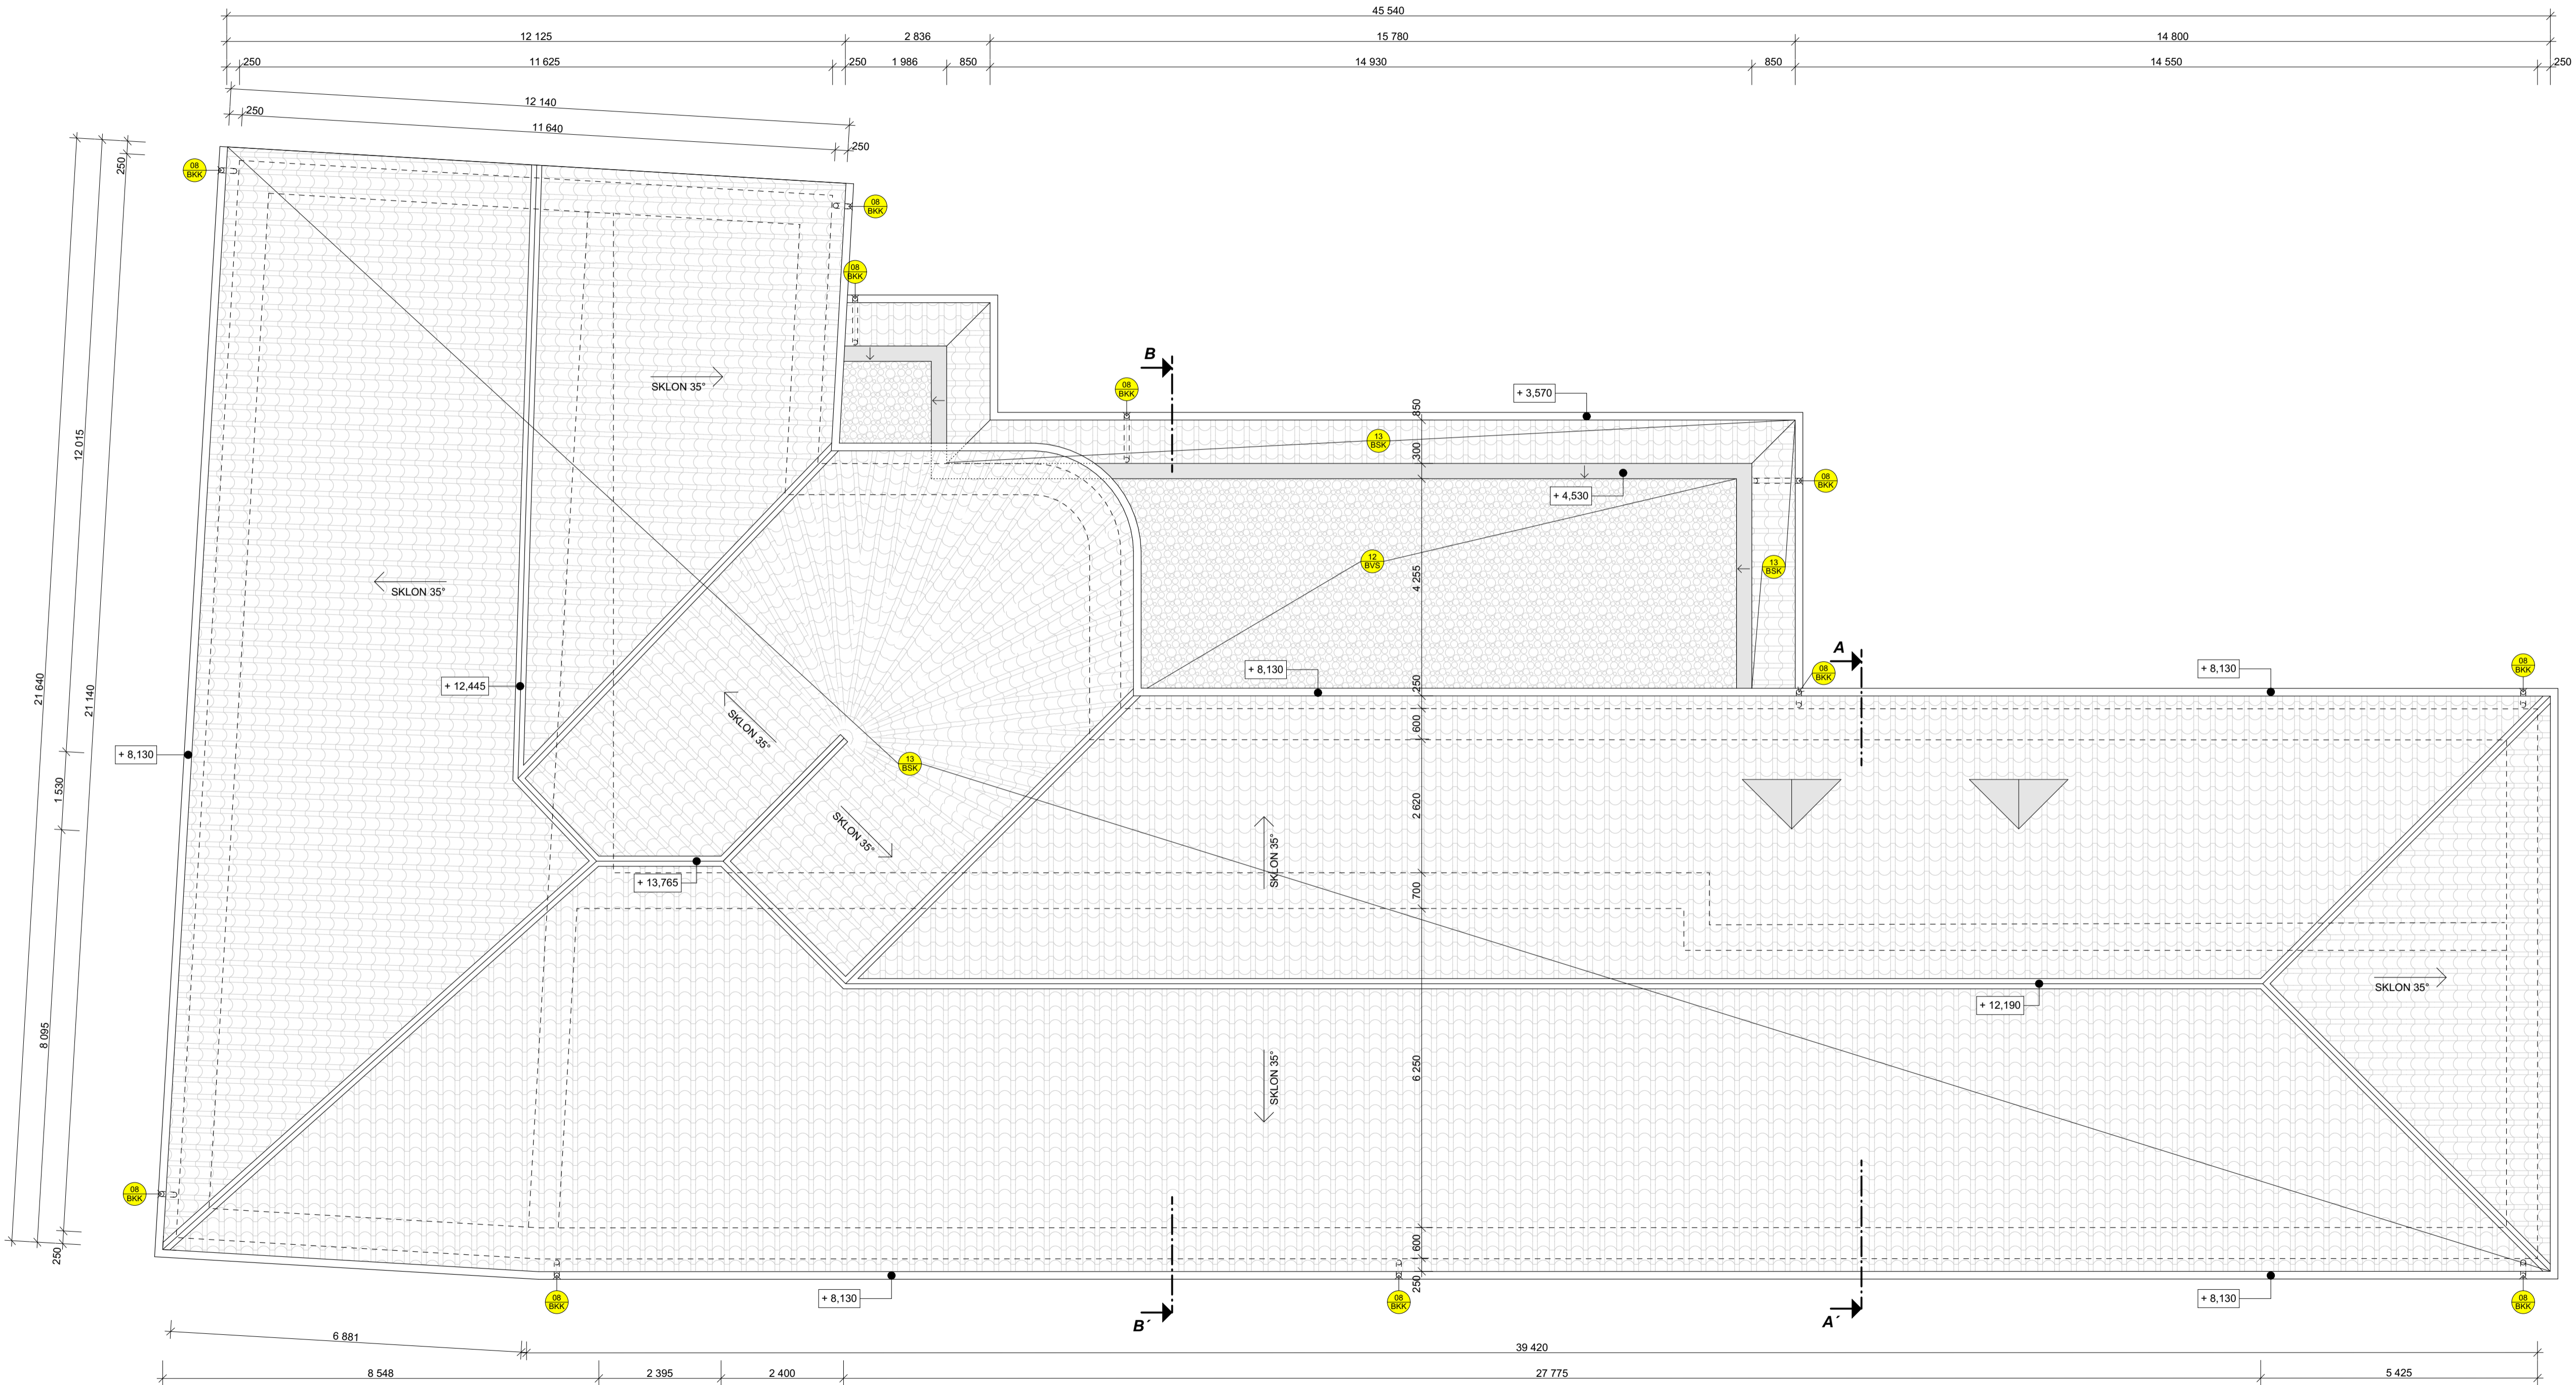 45 540
12 125
2 836
15 780
14 800
250
11 625
250
1 986
850
14 930
850
14 550
250
12 140
250
11 640
250
250
08
BKK
08
BKK
08
BKK
B
08
BKK
+ 3,570
850
SKLON 35°
12 015
13
BSK
300
08
BKK
+ 4,530
12
BVS
13
BSK
4 255
SKLON 35°
A
+ 8,130
+ 8,130
08
BKK
08
BKK
250
21 640
21 140
+ 12,445
SKLON 35°
600
+ 8,130
13
BSK
1 530
2 620
SKLON 35°
SKLON 35°
+ 13,765
700
SKLON 35°
+ 12,190
8 095
SKLON 35°
6 250
08
BKK
600
250
250
08
BKK
+ 8,130
08
BKK
+ 8,130
08
BKK
B´
A´
6 881
39 420
8 548
2 395
2 400
27 775
5 425